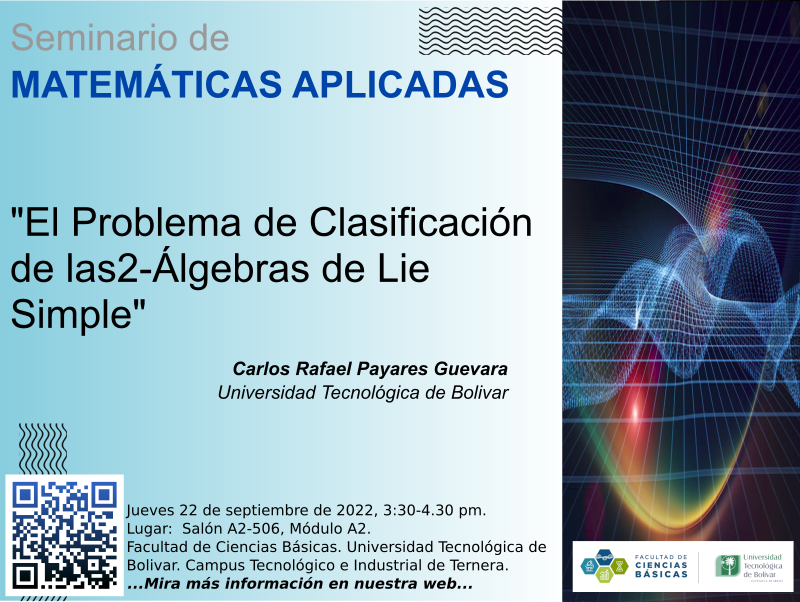 Seminario de
MATEMÁTICAS APLICADAS
"El Problema de Clasificación
de las2-Álgebras de Lie
Simple"
Carlos Rafael Payares Guevara
Universidad Tecnológica de Bolivar
Jueves 22 de septiembre de 2022, 3:30-4.30 pm.
Lugar:  Salón A2-506, Módulo A2.
Facultad de Ciencias Básicas. Universidad Tecnológica de
Bolivar. Campus Tecnológico e Industrial de Ternera.
...Mira más información en nuestra web...
FACULTAD DE
CIENCIAS
BÁSICAS
Universidad
Tecnológica
de Bolívar